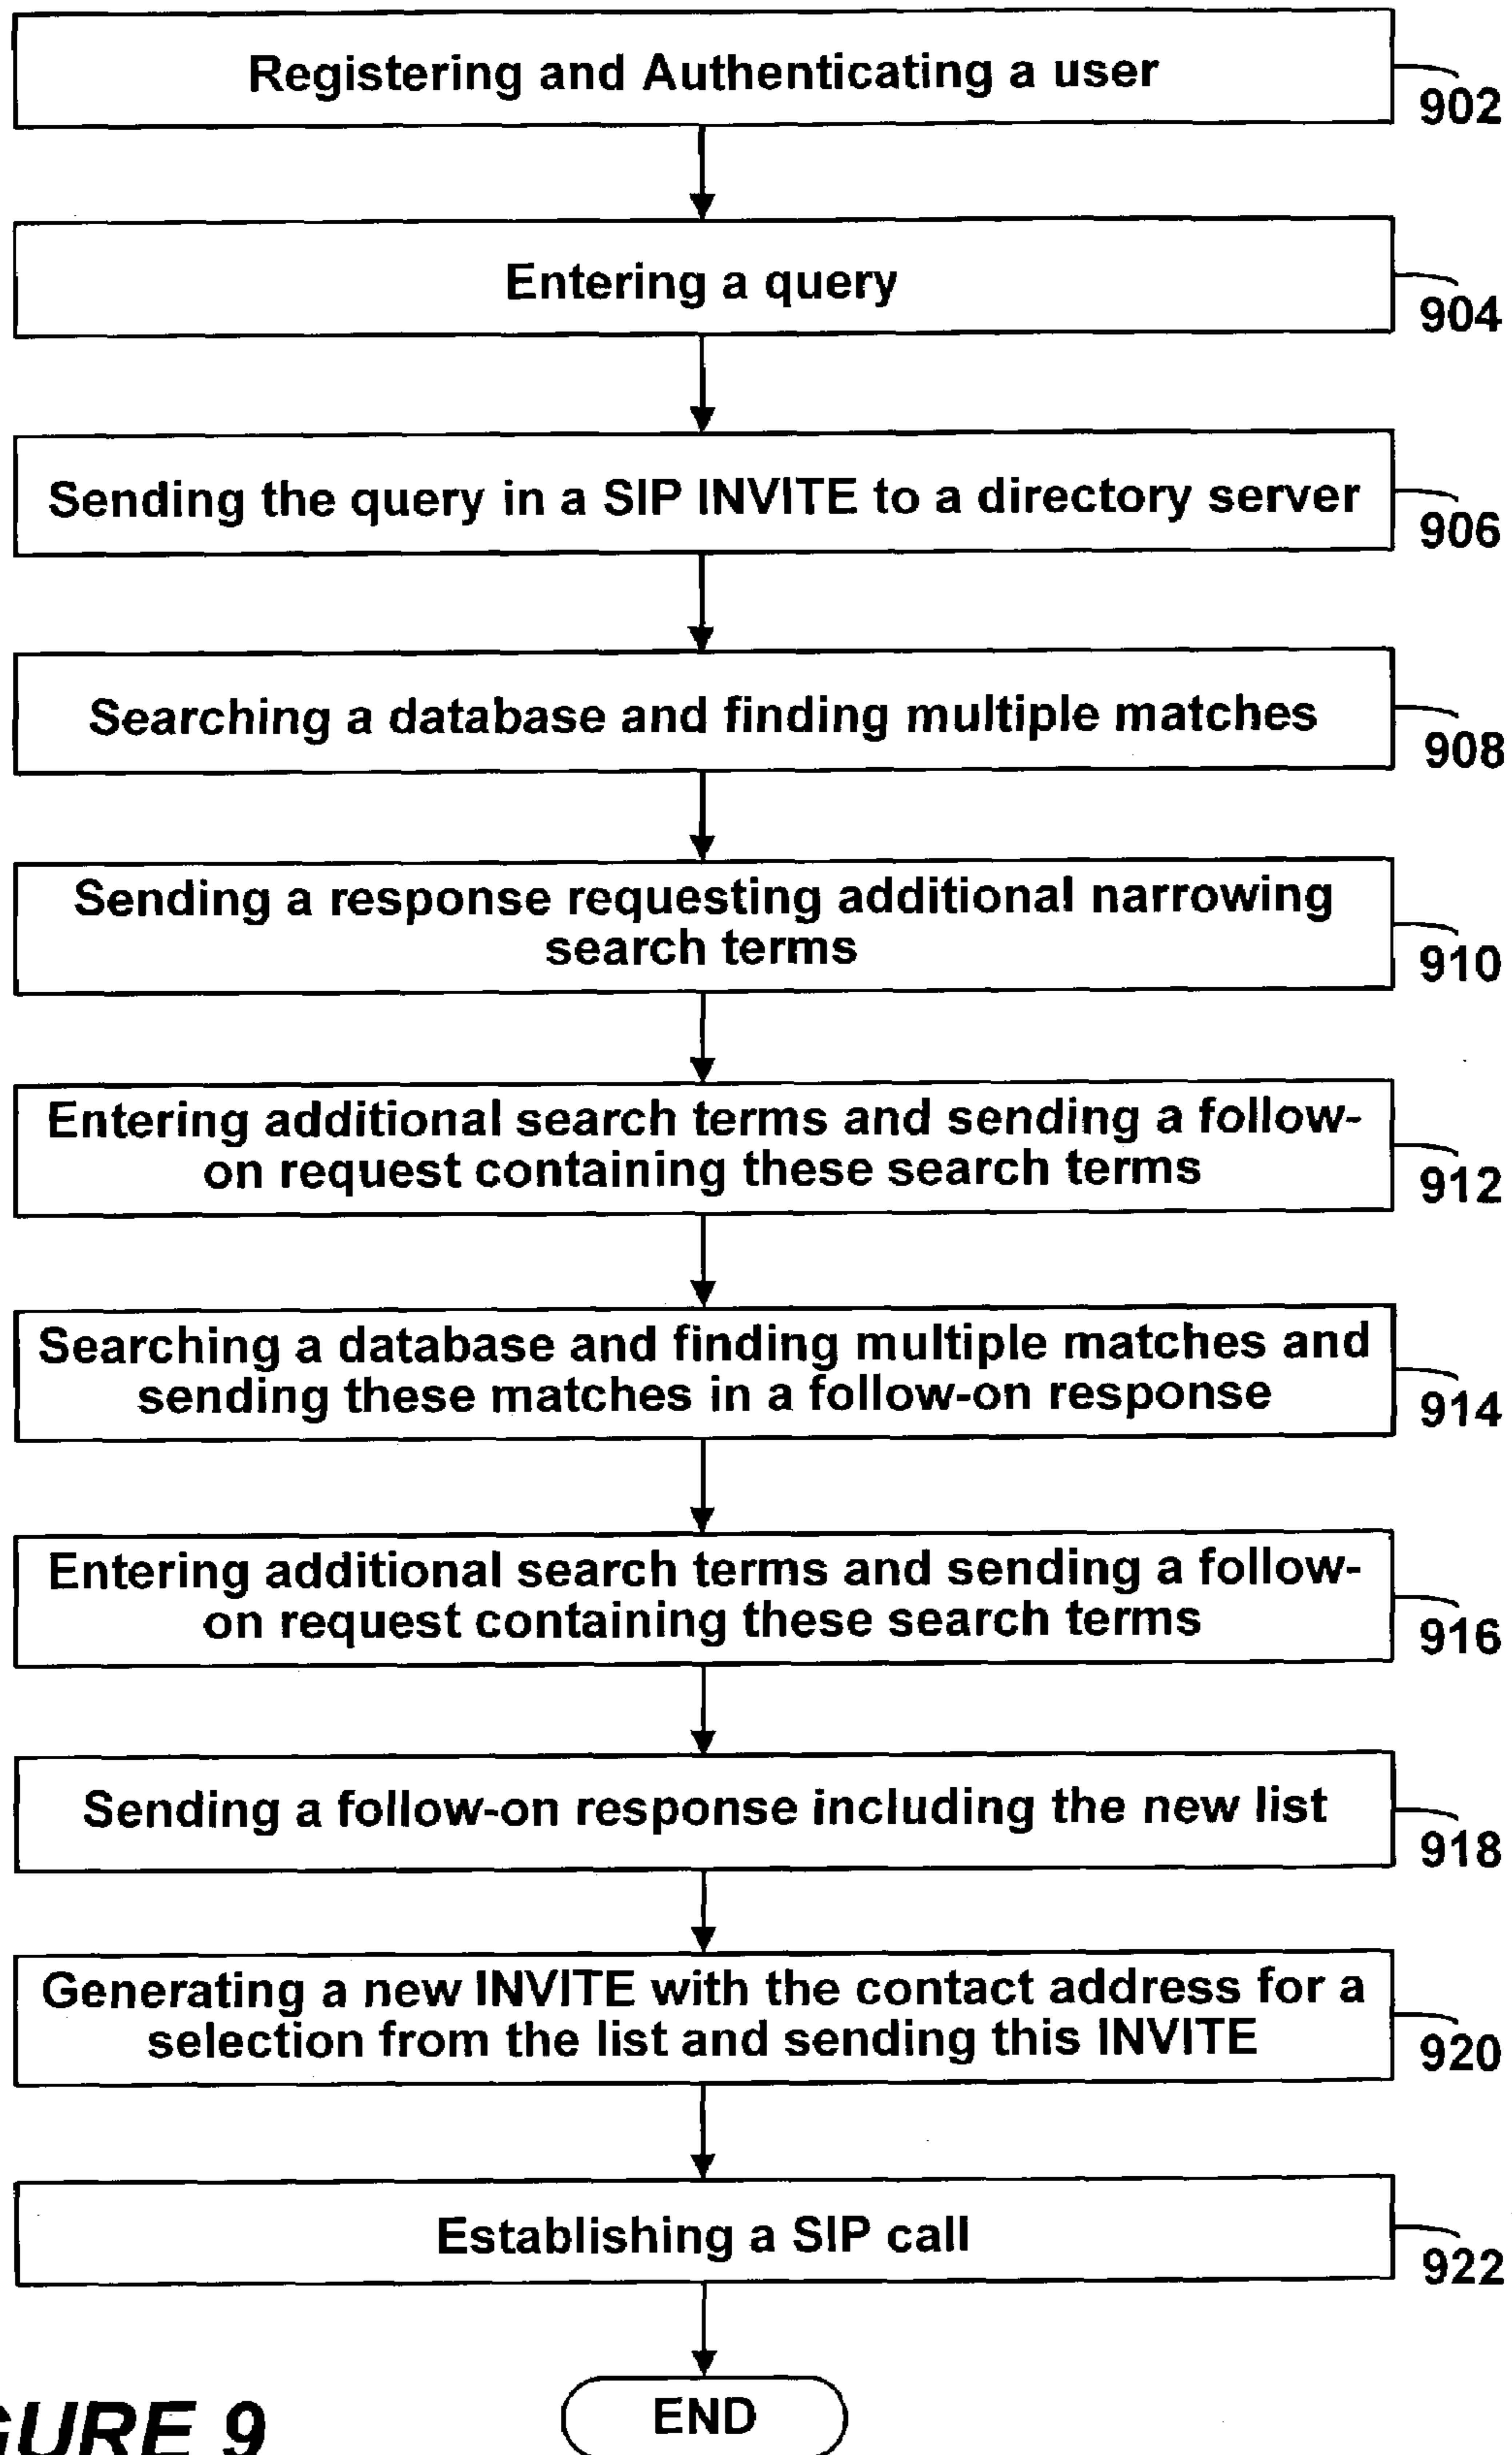 Registering and Authenticating a user
902
Entering a query
904
Sending the query in a SIP INVITE to a directory server
906
Searching a database and finding multiple matches
908
Sending a response requesting additional narrowing
search terms
910
Entering additional search terms and sending a follow-
on request containing these search terms
912
Searching a database and finding multiple matches and
sending these matches in a follow-on response
914
Entering additional search terms and sending a follow-
on request containing these search terms
916
Sending a follow-on response including the new list
918
Generating a new INVITE with the contact address for a
selection from the list and sending this INVITE
920
Establishing a SIP call
922
END
GURE 9